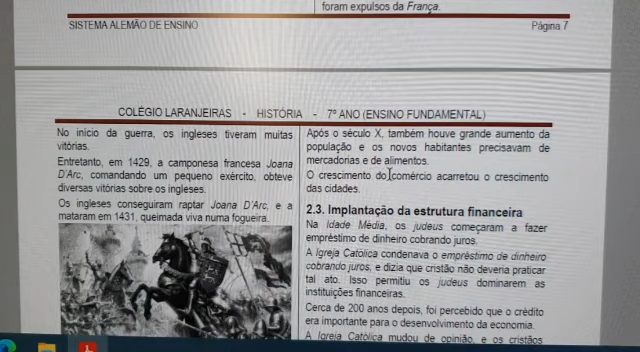 foram expulsos da França.
SISTEMA ALEMÃO DE ENSINO
Página 7
COLÉGIO LARANJEIRAS - HISTÓRIA - 7º ANO (ENSINO FUNDAMENTAL)
No início da guerra, os ingleses tiveram muitas
vitórias.
Entretanto, em 1429, a camponesa francesa Joana
D'Arc, comandando um pequeno exército, obteve
diversas vitórias sobre os ingleses.
Os ingleses conseguiram raptar Joana D'Arc, e a
mataram em 1431, queimada viva numa fogueira.
Após o século X, também houve grande aumento da
população e os novos habitantes precisavam de
mercadorias e de alimentos.
O crescimento do comércio acarretou o crescimento
das cidades.
2.3. Implantação da estrutura financeira
Na Idade Média, os judeus começaram a fazer
empréstimo de dinheiro cobrando juros.
A Igreja Católica condenava o empréstimo de dinheiro
cobrando juros, e dizia que cristão não deveria praticar
tal ato. Isso permitiu os judeus dominarem as
instituições financeiras.
Cerca de 200 anos depois, foi percebido que o crédito
era importante para o desenvolvimento da economia.
A Igreja Católica mudou de opinião, e os cristãos